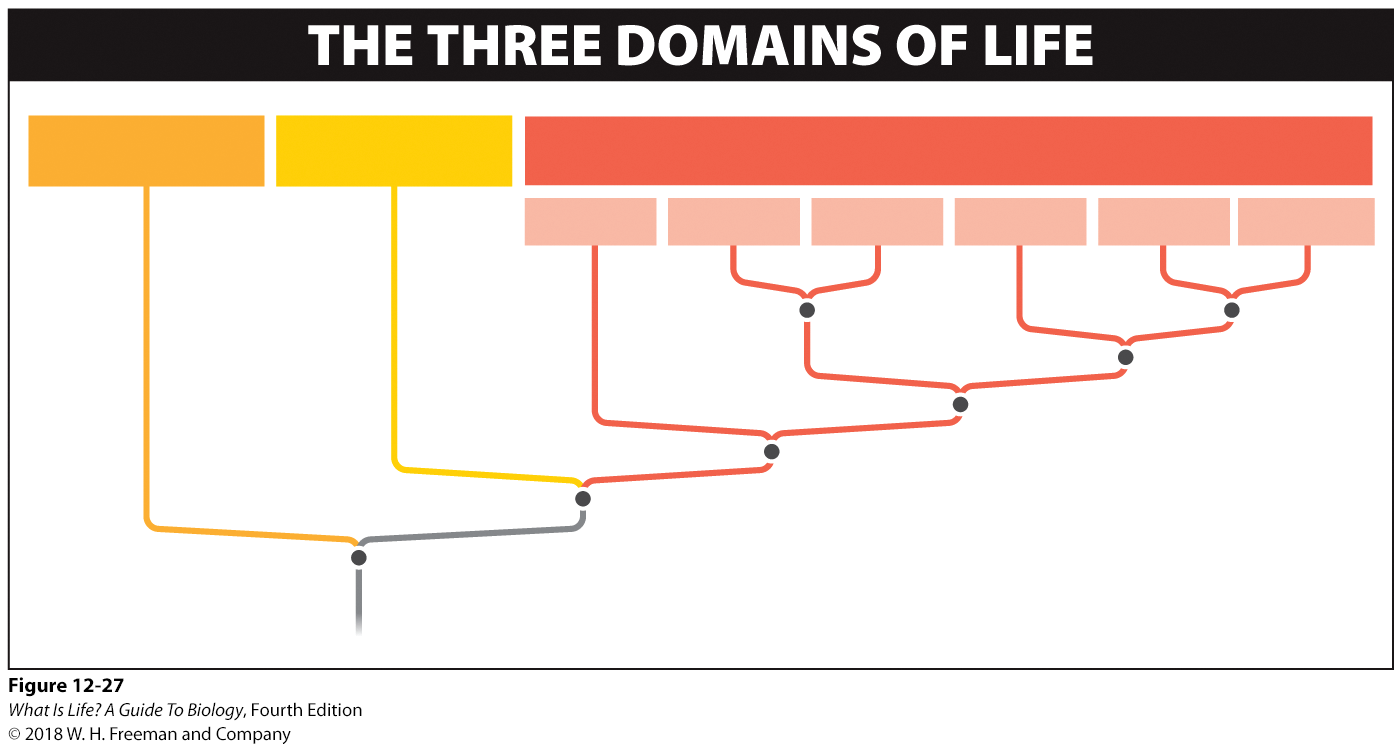 THE THREE DOMAINS OF LIFE
Figure 12-27
What Is Life? A Guide To Biology, Fourth Edition
© 2018 W. H. Freeman and Company